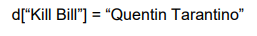 d[“Kill Bill”] = “Quentin Tarantino”